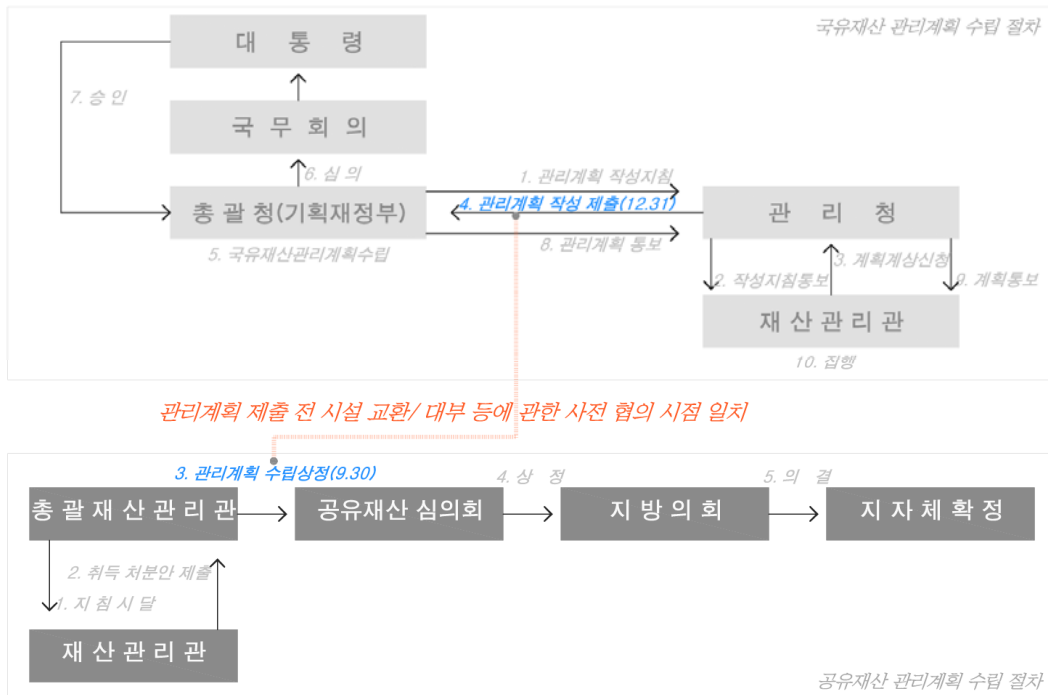 국유재산 관리계획 수립 절차
대 통 령
7. 승 인
국 무 회 의
6. 심 의
1. 관리계획 작성지침
총 괄 청(기획재정부)
4. 관리계획 작성 제출(12.31)
관 리 청
5. 국유재산관리계획수립
8. 관리계획 통보
3. 계획계상신청
2. 작성지침통보
9. 계획통보
재 산 관 리 관
10. 집행
관리계획 제출 전 시설 교환/ 대부 등에 관한 사전 협의 시점 일치
3. 관리계획 수립상정(9.30)
4. 상 정
5. 의 결
총 괄 재 산 관 리 관
공유재산 심의회
지 방 의 회
지 자 체 확 정
2. 취득 처분안 제출
1. 지 침 시 달
재 산 관 리 관
공유재산 관리계획 수립 절차